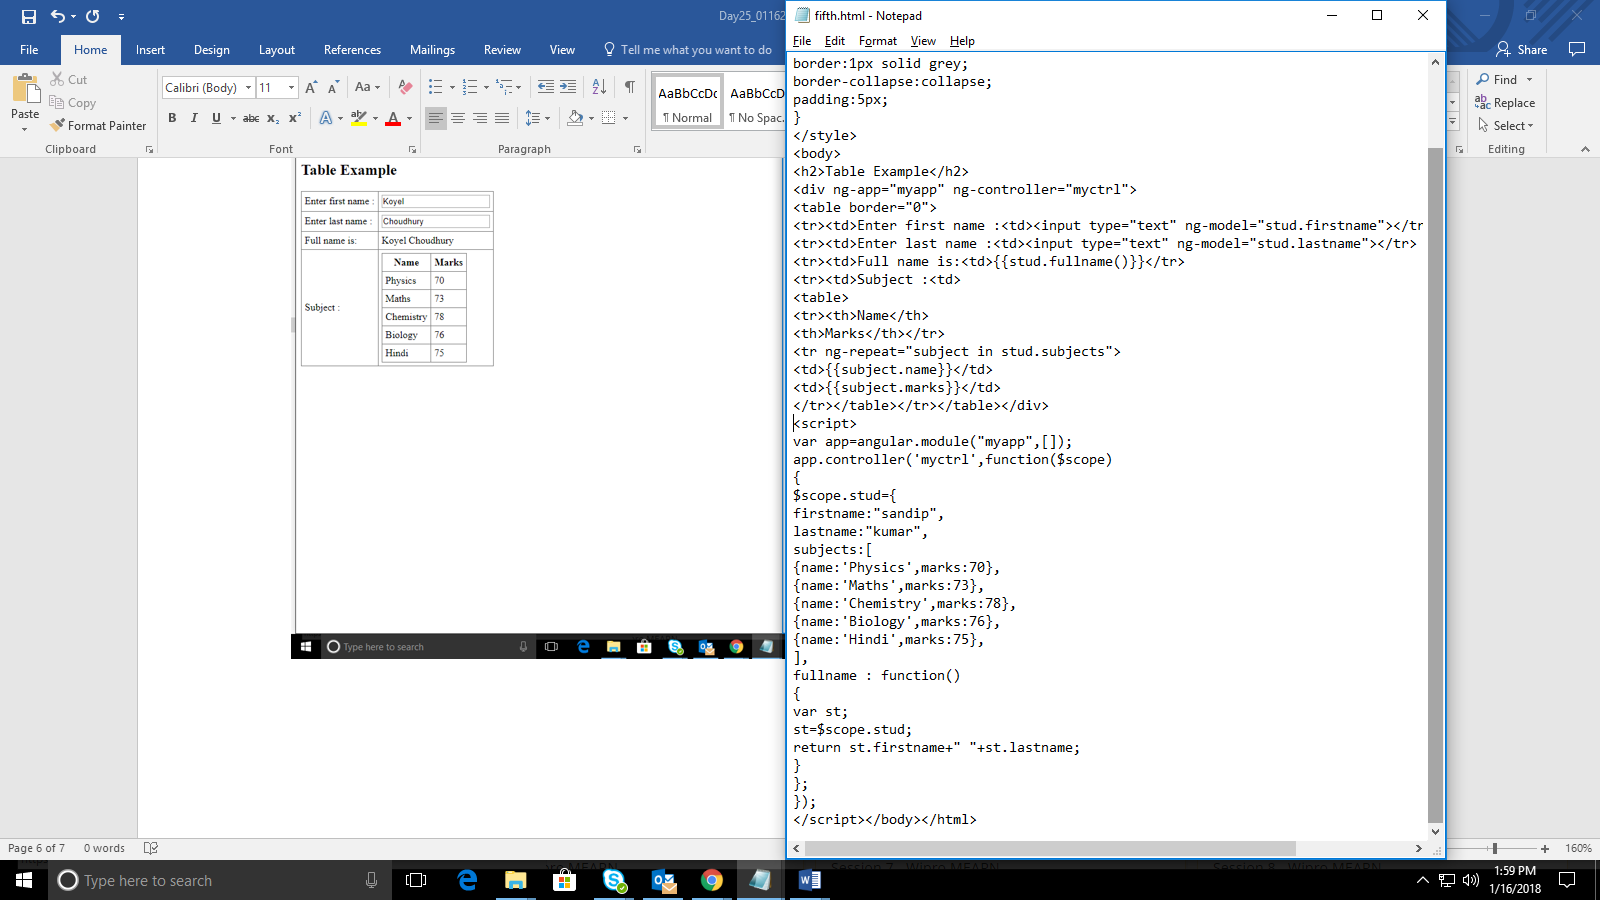 Day25_01162
File Home Insert Design Layout References Mailings Review View Tell me what you want to do
Share
Paste
Cut
Copy
Format Painter
Clipboard
Calibri (Body) 11
Aa
B I U abc x₂ x²
Font
Paragraph
AaBbCcDc
¶ Normal
AaBbCcD
¶ No Spac.
Find
Replace
Select
Editing
Table Example
Enter first name : Koyel
Enter last name : Choudhury
Full name is: Koyel Choudhury
Subject :
Name Marks
Physics 70
Maths 73
Chemistry 78
Biology 76
Hindi 75
Type here to search
fifth.html - Notepad
File Edit Format View Help
border:1px solid grey;
border-collapse:collapse;
padding:5px;
}
</style>
<body>
<h2>Table Example</h2>
<div ng-app="myapp" ng-controller="myctrl">
<table border="0">
<tr><td>Enter first name :<td><input type="text" ng-model="stud.firstname"></tr
<tr><td>Enter last name :<td><input type="text" ng-model="stud.lastname"></tr>
<tr><td>Full name is:<td>{{stud.fullname()}}</tr>
<tr><td>Subject :<td>
<table>
<tr><th>Name</th>
<th>Marks</th></tr>
<tr ng-repeat="subject in stud.subjects">
<td>{{subject.name}}</td>
<td>{{subject.marks}}</td>
</tr></table></tr></table></div>
<script>
var app=angular.module("myapp",[]);
app.controller('myctrl',function($scope)
{
$scope.stud={
firstname:"sandip",
lastname:"kumar",
subjects:[
{name:'Physics',marks:70},
{name:'Maths',marks:73},
{name:'Chemistry',marks:78},
{name:'Biology',marks:76},
{name:'Hindi',marks:75},
],
fullname : function()
{
var st;
st=$scope.stud;
return st.firstname+" "+st.lastname;
}
};
});
</script></body></html>
Page 6 of 7 0 words
160%
Type here to search
1:59 PM
1/16/2018